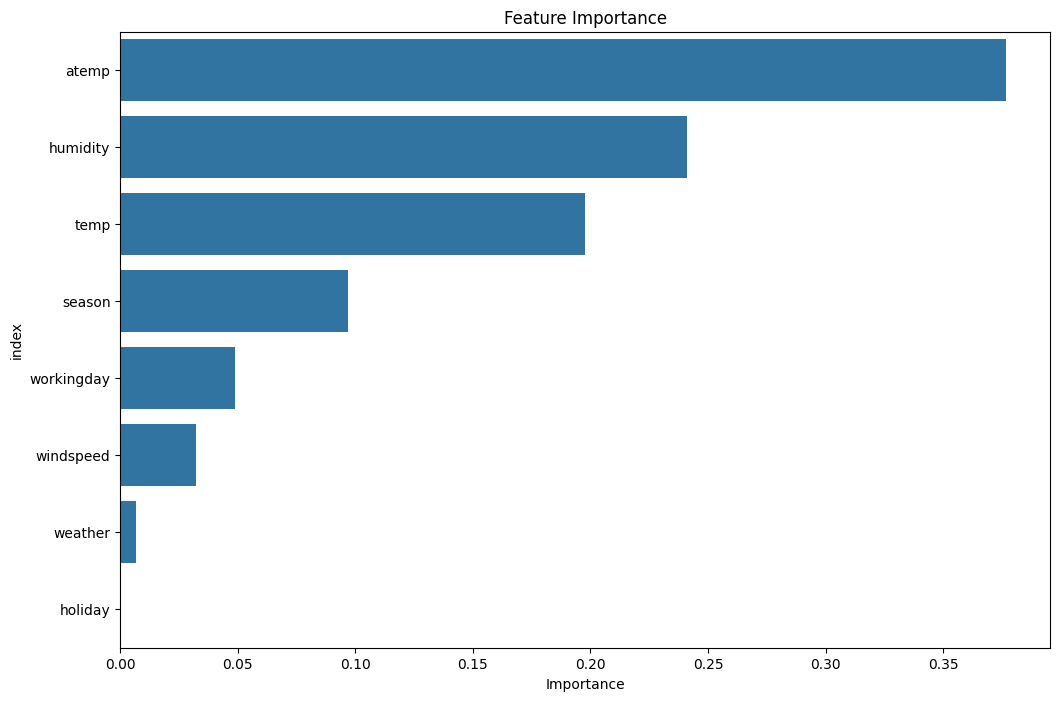 Feature Importance
atemp
humidity
temp
season
workingday
windspeed
weather
holiday
index
0.00 0.05 0.10 0.15 0.20 0.25 0.30 0.35
Importance